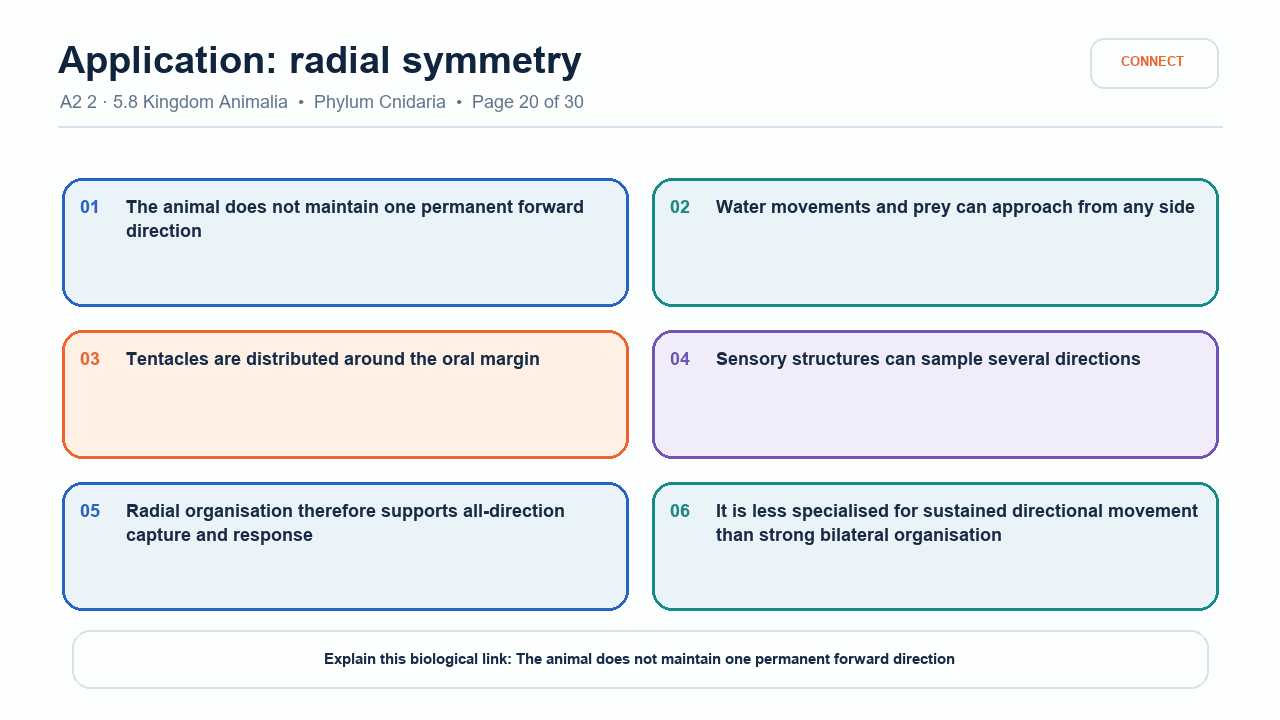 Application: radial symmetry
CONNECT
A2 2 · 5.8 Kingdom Animalia • Phylum Cnidaria • Page 20 of 30
01 The animal does not maintain one permanent forward
direction
02 Water movements and prey can approach from any side
03 Tentacles are distributed around the oral margin
04 Sensory structures can sample several directions
05 Radial organisation therefore supports all-direction
capture and response
06 It is less specialised for sustained directional movement
than strong bilateral organisation
Explain this biological link: The animal does not maintain one permanent forward direction